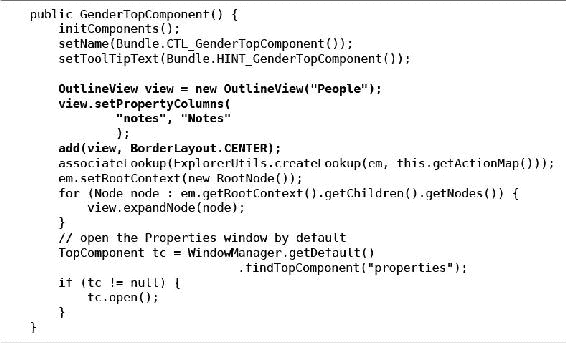 public GenderTopComponent() {
initComponents();
setName(Bundle.CTL_GenderTopComponent());
setToolTipText(Bundle.HINT_GenderTopComponent());
OutlineView view = new OutlineView("People");
view.setPropertyColumns(
"notes", "Notes"
);
add(view, BorderLayout.CENTER);
associateLookup(ExplorerUtils.createLookup(em, this.getActionMap()));
em.setRootContext(new RootNode());
for (Node node : em.getRootContext().getChildren().getNodes()) {
view.expandNode(node);
}
// open the Properties window by default
TopComponent tc = WindowManager.getDefault()
.findTopComponent("properties");
if (tc != null) {
tc.open();
}
}